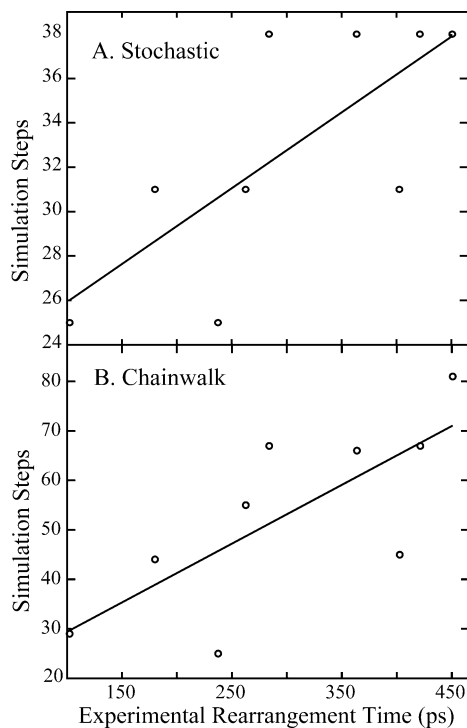 38
A. Stochastic
36
34
32
30
28
26
24
Simulation Steps
B. Chainwalk
80
70
60
50
40
30
20
Simulation Steps
150 250 350 450
Experimental Rearrangement Time (ps)